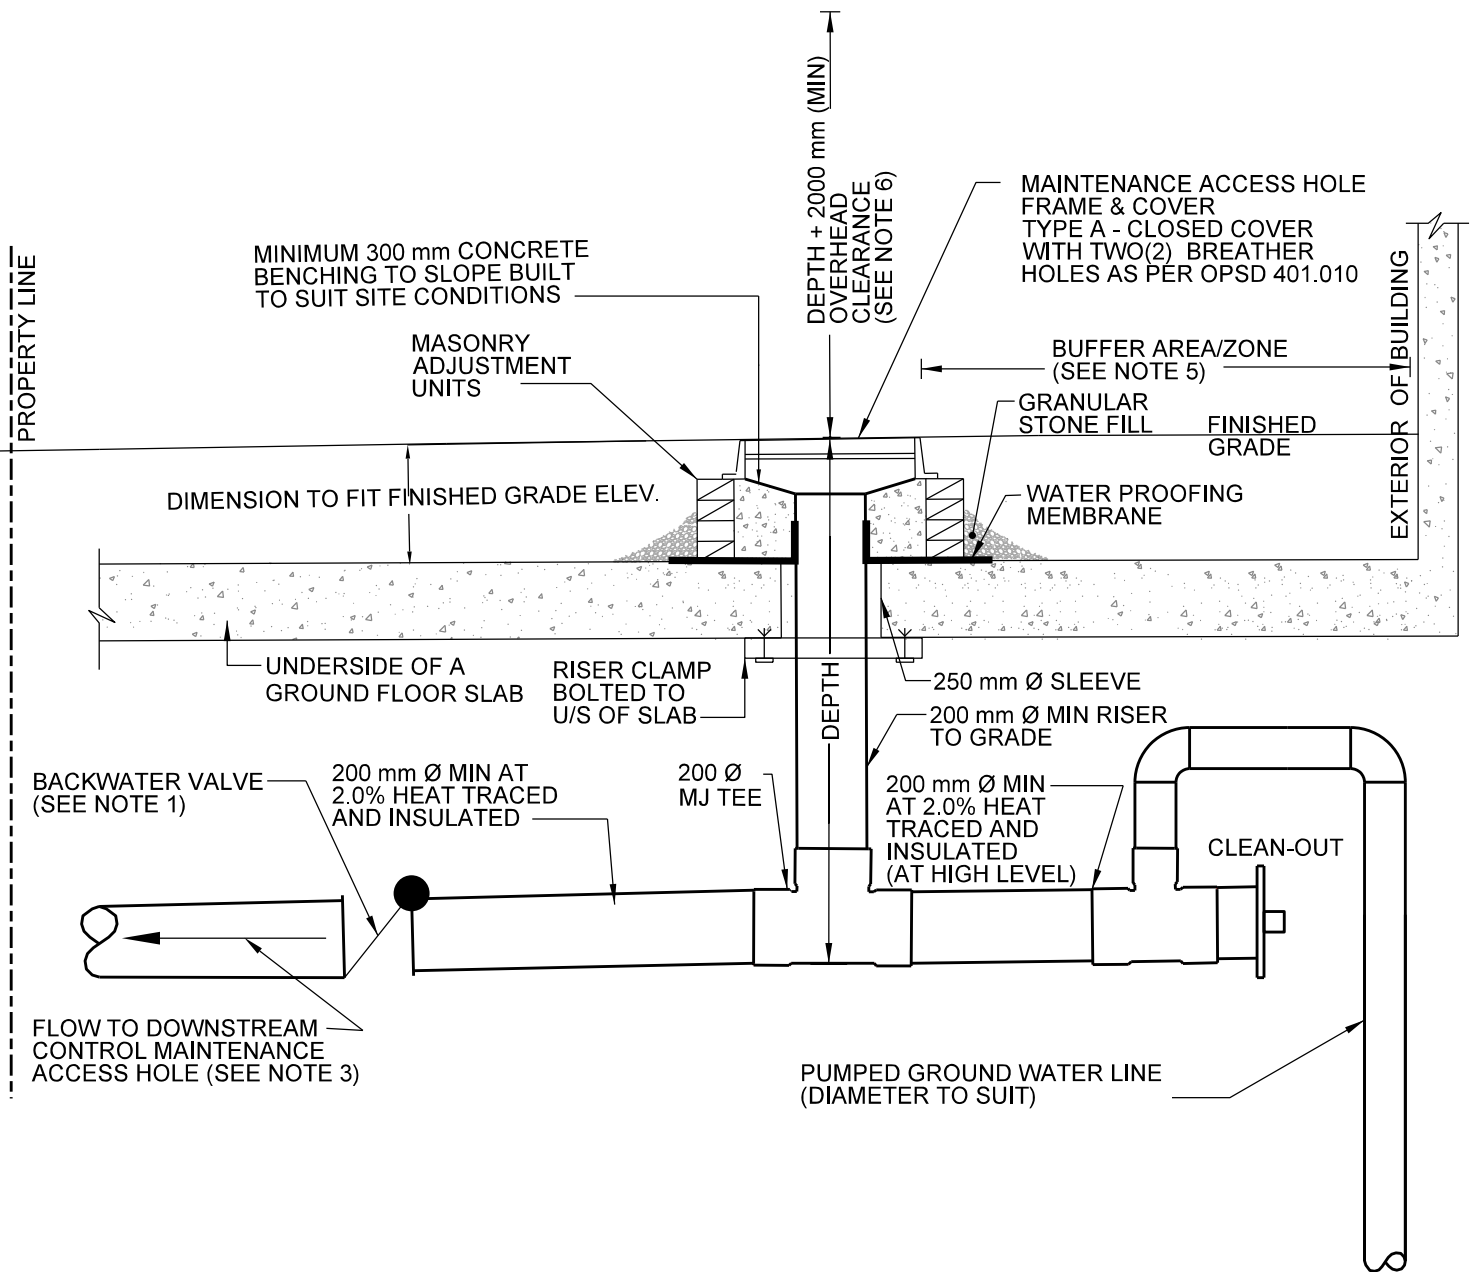 DEPTH + 2000 mm (MIN)
OVERHEAD
CLEARANCE
(SEE NOTE 6)
MAINTENANCE ACCESS HOLE
FRAME & COVER
TYPE A - CLOSED COVER
WITH TWO(2) BREATHER
HOLES AS PER OPSD 401.010
MINIMUM 300 mm CONCRETE
BENCHING TO SLOPE BUILT
TO SUIT SITE CONDITIONS
PROPERTY LINE
EXTERIOR OF BUILDING
MASONRY
ADJUSTMENT
UNITS
BUFFER AREA/ZONE
(SEE NOTE 5)
GRANULAR
STONE FILL
FINISHED
GRADE
DIMENSION TO FIT FINISHED GRADE ELEV.
WATER PROOFING
MEMBRANE
UNDERSIDE OF A
GROUND FLOOR SLAB
RISER CLAMP
BOLTED TO
U/S OF SLAB
DEPTH
250 mm Ø SLEEVE
200 mm Ø MIN RISER
TO GRADE
BACKWATER VALVE
(SEE NOTE 1)
200 mm Ø MIN AT
2.0% HEAT TRACED
AND INSULATED
200 Ø
MJ TEE
200 mm Ø MIN
AT 2.0% HEAT
TRACED AND
INSULATED
(AT HIGH LEVEL)
CLEAN-OUT
FLOW TO DOWNSTREAM
CONTROL MAINTENANCE
ACCESS HOLE (SEE NOTE 3)
PUMPED GROUND WATER LINE
(DIAMETER TO SUIT)